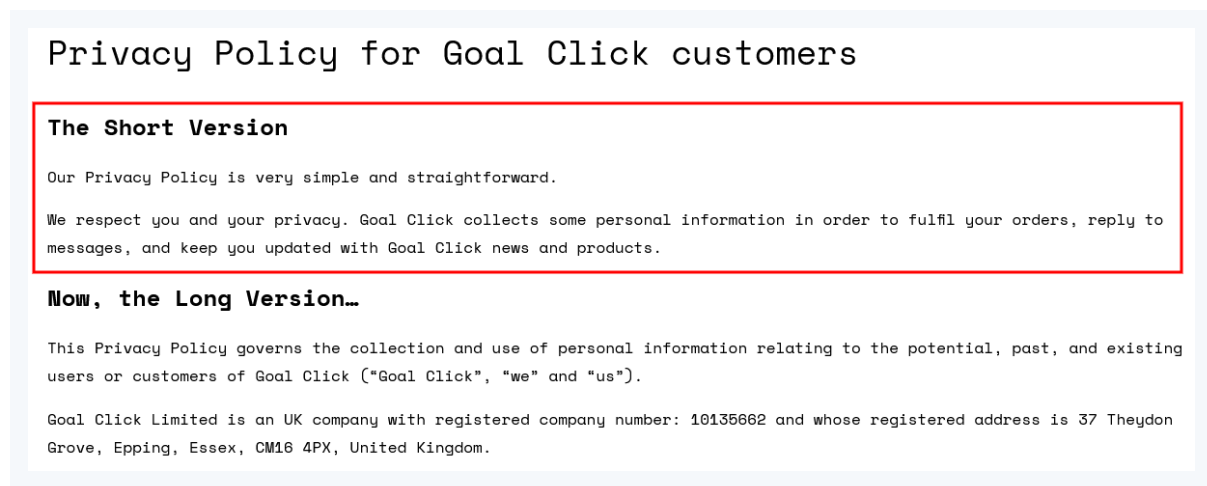 Privacy Policy for Goal Click customers
The Short Version
Our Privacy Policy is very simple and straightforward.
We respect you and your privacy. Goal Click collects some personal information in order to fulfil your orders, reply to
messages, and keep you updated with Goal Click news and products.
Now, the Long Version…
This Privacy Policy governs the collection and use of personal information relating to the potential, past, and existing
users or customers of Goal Click (“Goal Click”, “we” and “us”).
Goal Click Limited is an UK company with registered company number: 10135662 and whose registered address is 37 Theydon
Grove, Epping, Essex, CM16 4PX, United Kingdom.